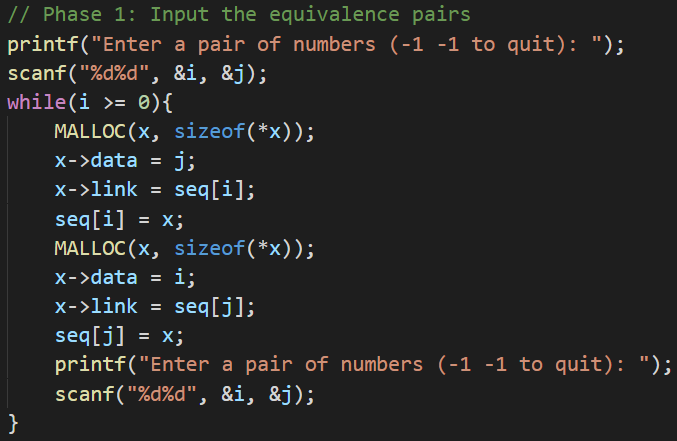 // Phase 1: Input the equivalence pairs
printf("Enter a pair of numbers (-1 -1 to quit): ");
scanf("%d%d", &i, &j);
while(i >= 0){
    MALLOC(x, sizeof(*x));
    x->data = j;
    x->link = seq[i];
    seq[i] = x;
    MALLOC(x, sizeof(*x));
    x->data = i;
    x->link = seq[j];
    seq[j] = x;
    printf("Enter a pair of numbers (-1 -1 to quit): ");
    scanf("%d%d", &i, &j);
}